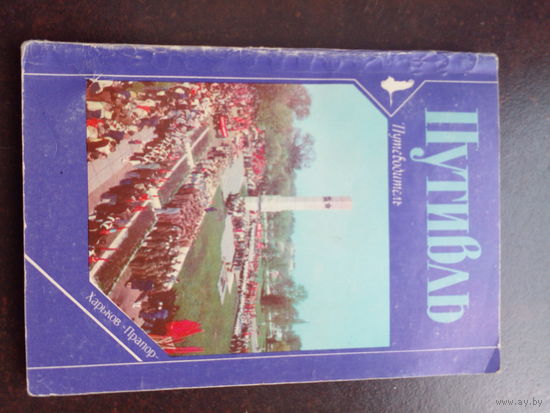 Путивль
Путеводитель
Харьков «Прапор»
www.ay.by